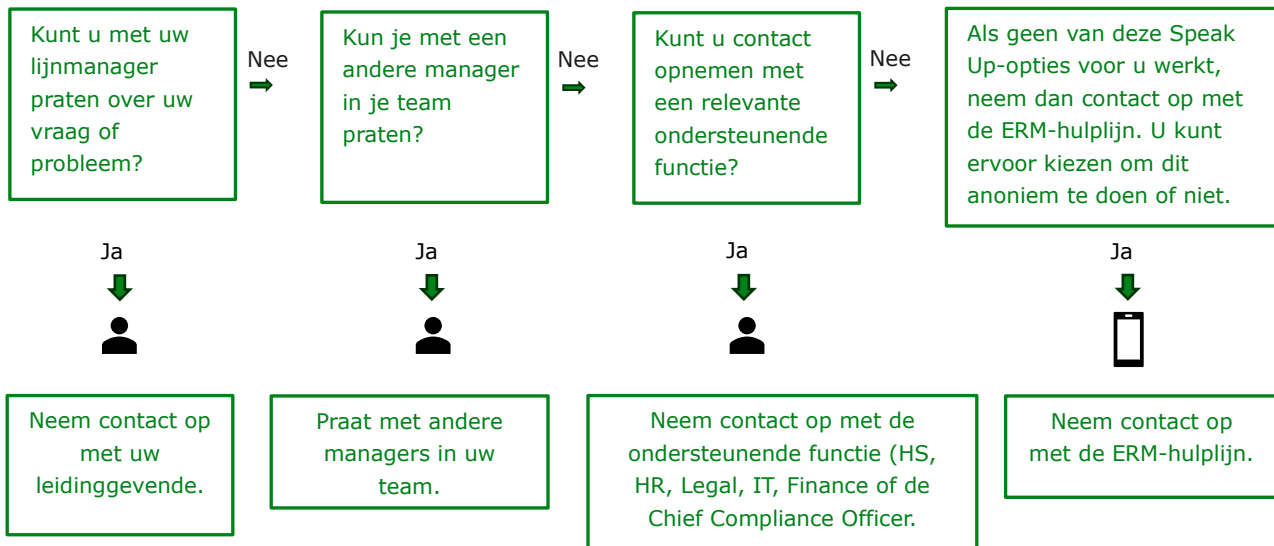 Kunt u met uw
lijnmanager
praten over uw
vraag of
probleem?
Nee
Kun je met een
andere manager
in je team
praten?
Nee
Kunt u contact
opnemen met
een relevante
ondersteunende
functie?
Nee
Als geen van deze Speak
Up-opties voor u werkt,
neem dan contact op met
de ERM-hulplijn. U kunt
ervoor kiezen om dit
anoniem te doen of niet.
Ja
Ja
Ja
Ja
Neem contact op
met uw
leidinggevende.
Praat met andere
managers in uw
team.
Neem contact op met de
ondersteunende functie (HS,
HR, Legal, IT, Finance of de
Chief Compliance Officer.
Neem contact op
met de ERM-hulplijn.